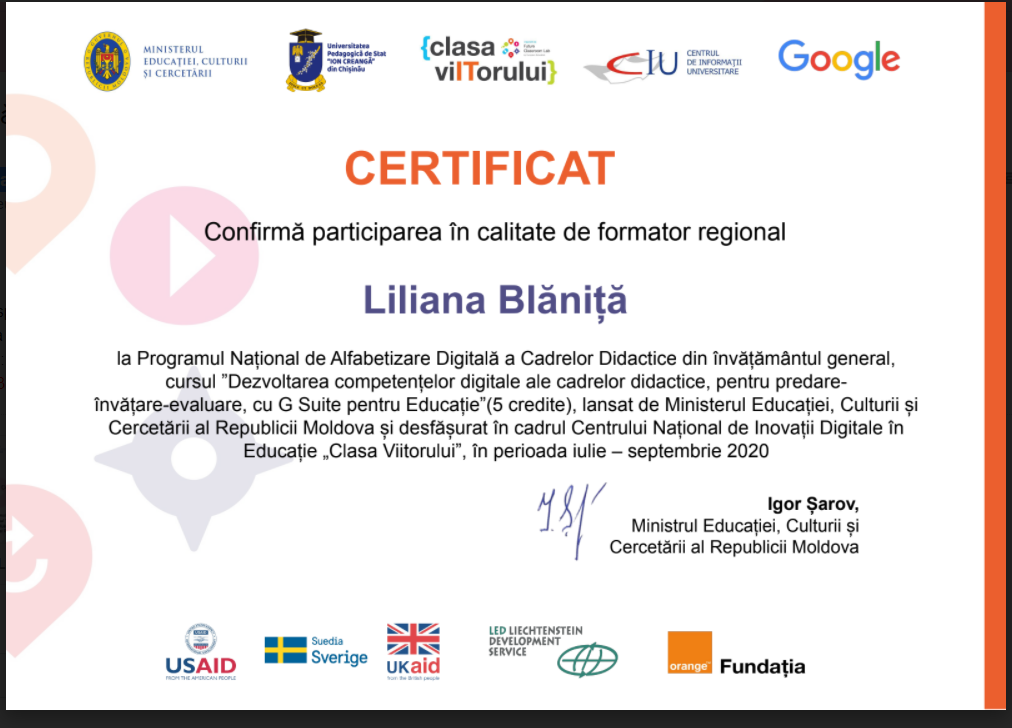 MINISTERUL
EDUCAȚIEI, CULTURII
ȘI CERCETĂRII
Universitatea
Pedagogică de Stat
"ION CREANGĂ"
din Chișinău
{clasa
viITorului}
CIU
CENTRUL
DE INFORMAȚII
UNIVERSITARE
Google
CERTIFICAT
Confirmă participarea în calitate de formator regional
Liliana Blăniță
la Programul Național de Alfabetizare Digitală a Cadrelor Didactice din învățământul general,
cursul ”Dezvoltarea competențelor digitale ale cadrelor didactice, pentru predare-
învățare-evaluare, cu G Suite pentru Educație”(5 credite), lansat de Ministerul Educației, Culturii și
Cercetării al Republicii Moldova și desfășurat în cadrul Centrului Național de Inovații Digitale în
Educație „Clasa Viitorului”, în perioada iulie – septembrie 2020
Igor Șarov,
Ministrul Educației, Culturii și
Cercetării al Republicii Moldova
USAID
FROM THE AMERICAN PEOPLE
Suedia
Sverige
UKaid
from the British people
LED LIECHTENSTEIN
DEVELOPMENT
SERVICE
orange™
Fundația